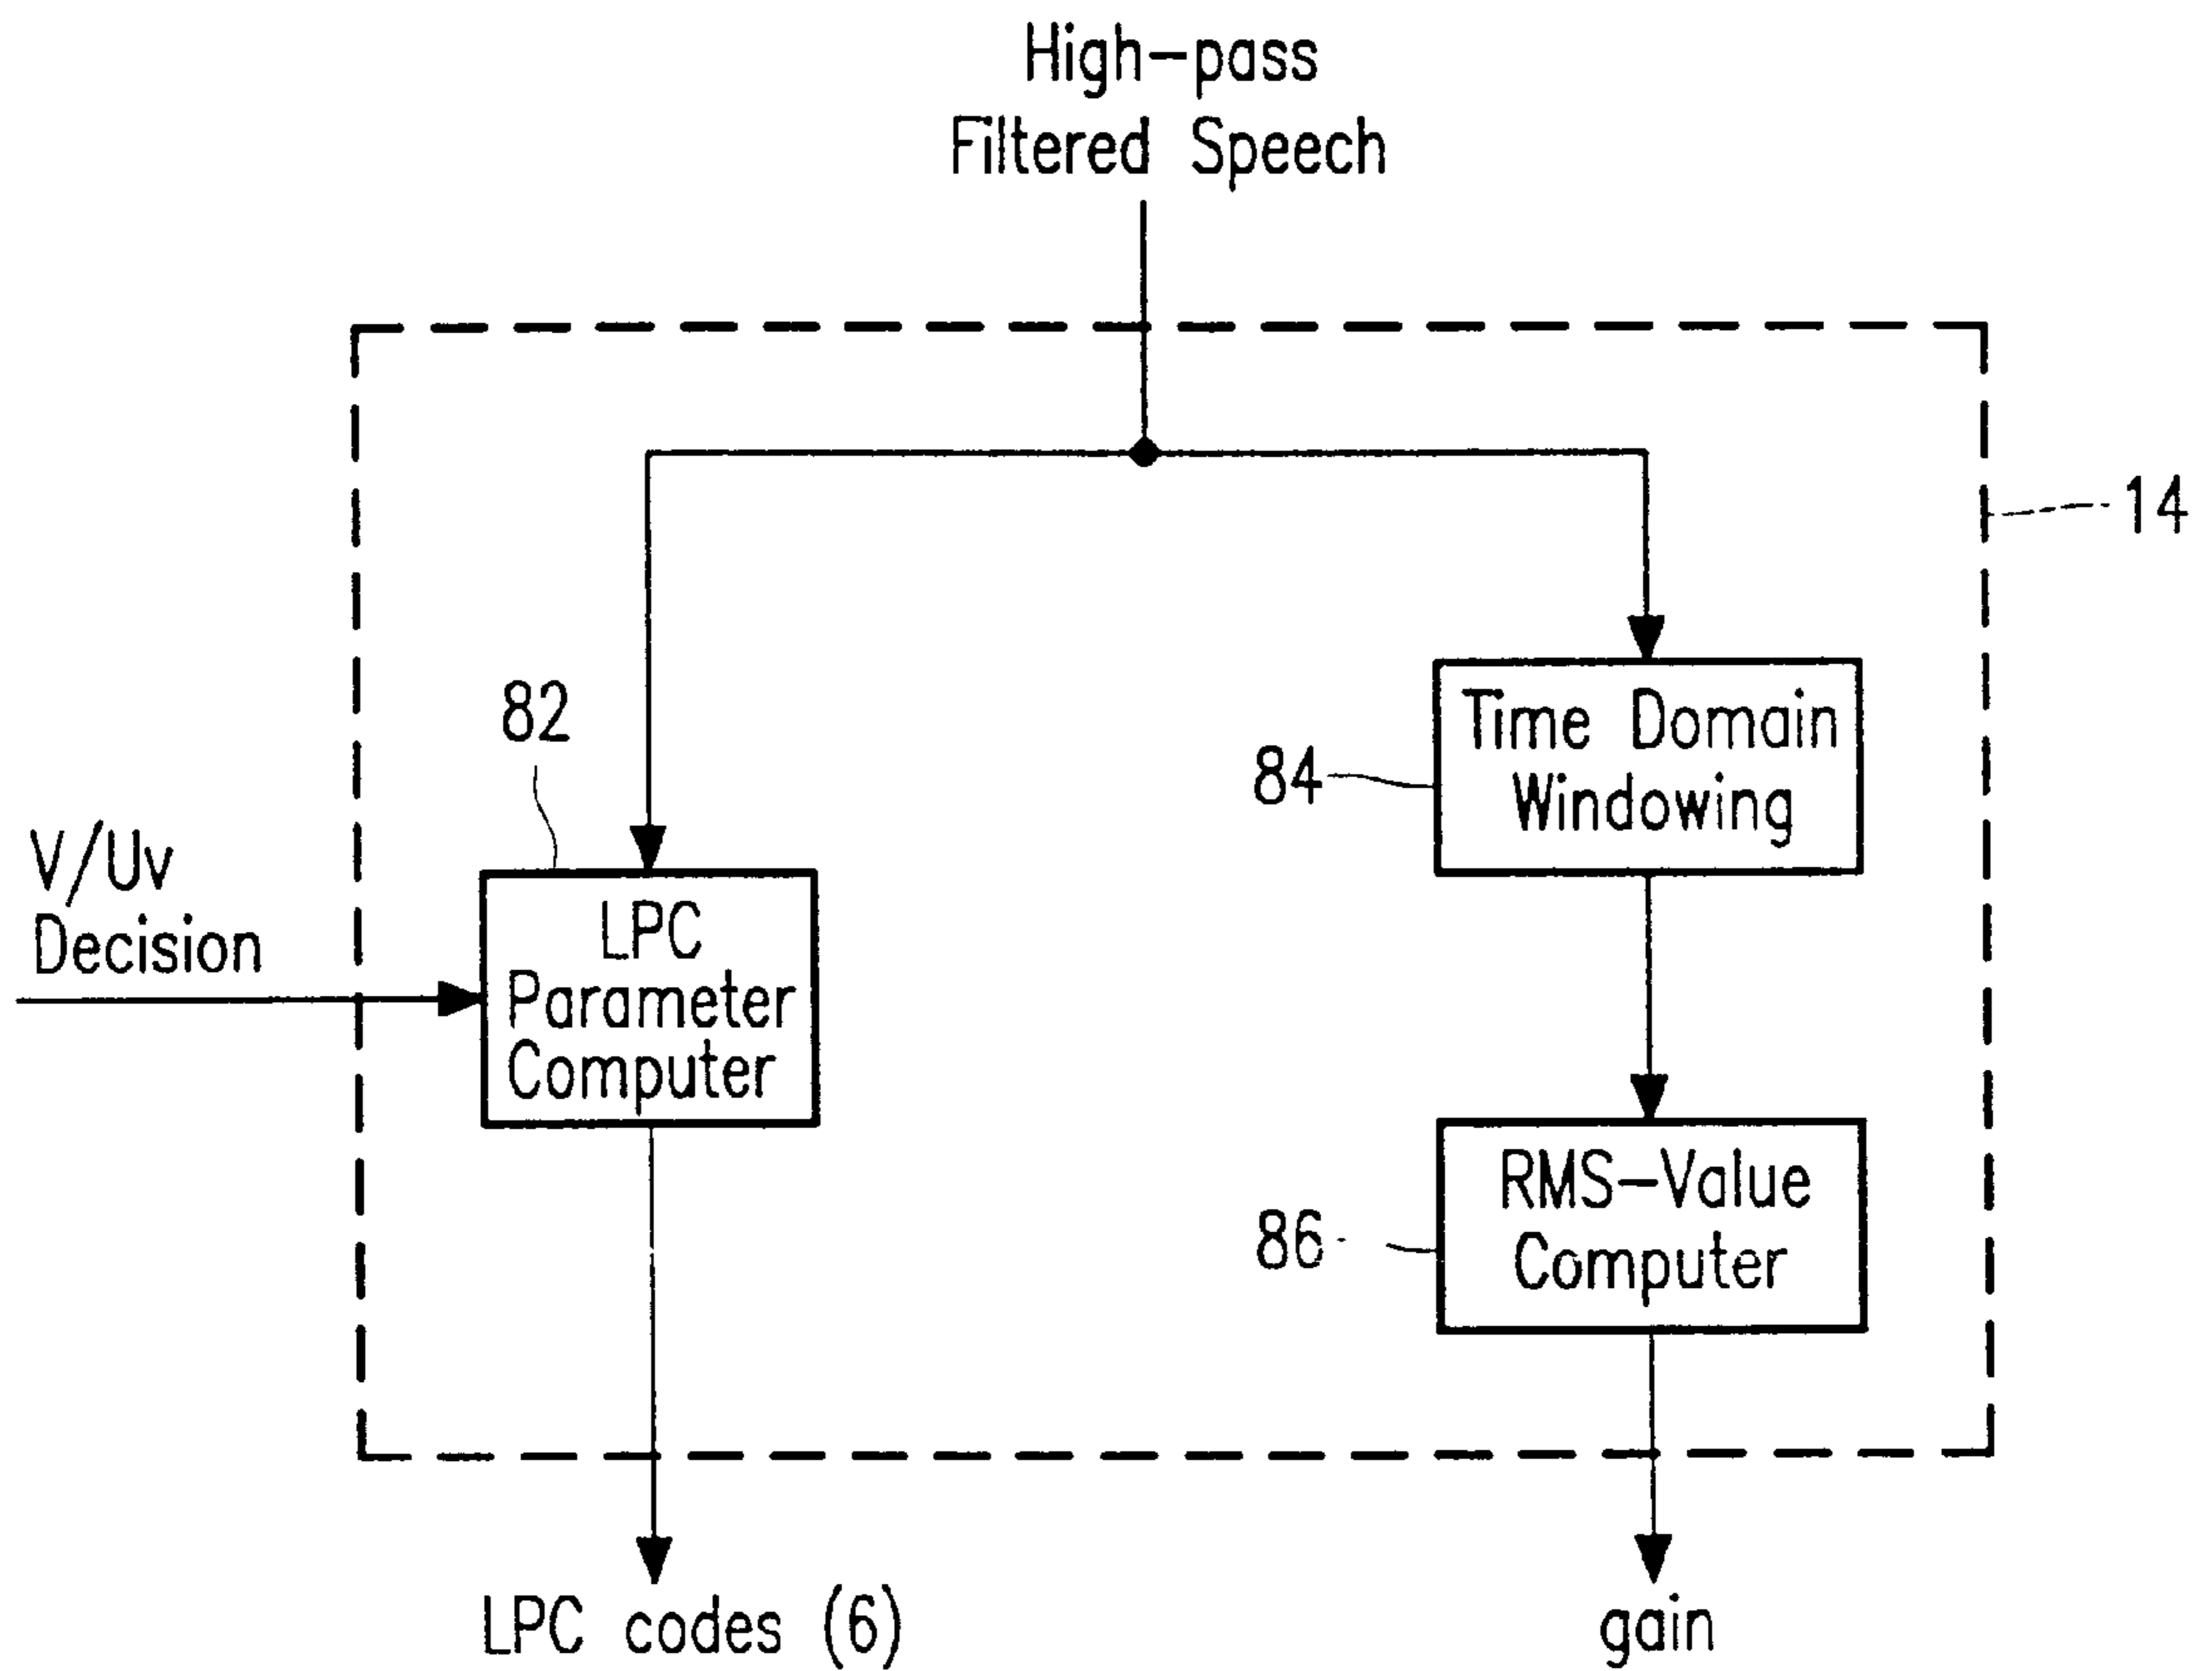 High-pass
Filtered Speech
14
82
Time Domain
Windowing
84
V/Uv
Decision
LPC
Parameter
Computer
RMS-Value
Computer
86
LPC codes (6)
gain